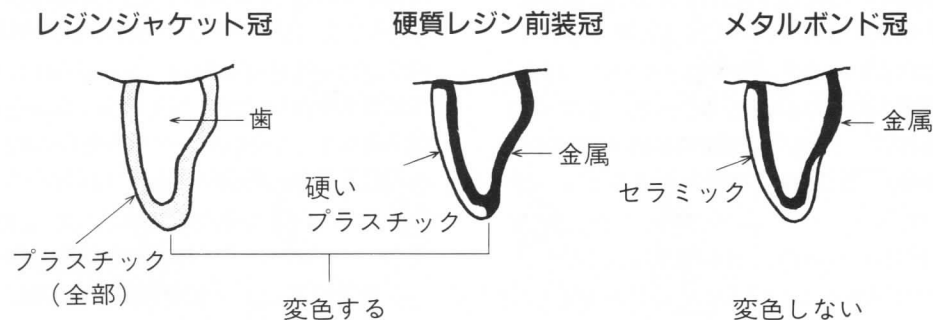 レジンジャケット冠
硬質レジン前装冠
メタルボンド冠
歯
プラスチック
（全部）
硬い
プラスチック
金属
セラミック
金属
変色する
変色しない